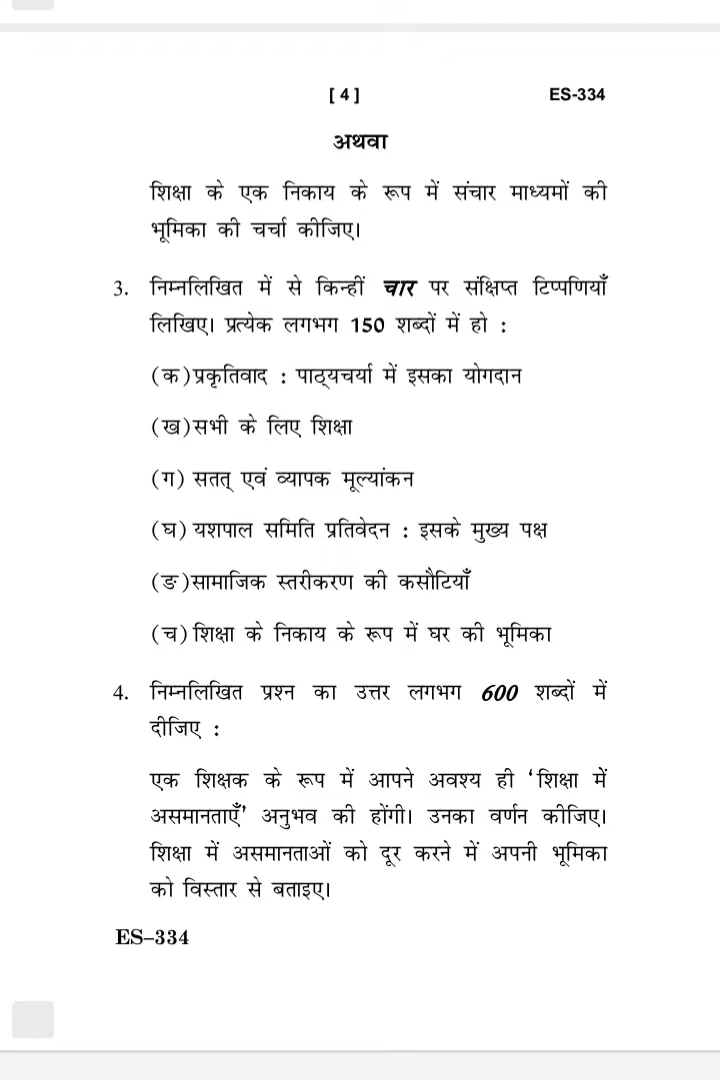 [ 4 ] ES-334
अथवा
शिक्षा के एक निकाय के रूप में संचार माध्यमों की
भूमिका की चर्चा कीजिए।
3. निम्नलिखित में से किन्हीं चार पर संक्षिप्त टिप्पणियाँ
लिखिए। प्रत्येक लगभग 150 शब्दों में हो :
(क)प्रकृतिवाद : पाठ्यचर्या में इसका योगदान
(ख)सभी के लिए शिक्षा
(ग) सतत् एवं व्यापक मूल्यांकन
(घ) यशपाल समिति प्रतिवेदन : इसके मुख्य पक्ष
(ङ)सामाजिक स्तरीकरण की कसौटियाँ
(च) शिक्षा के निकाय के रूप में घर की भूमिका
4. निम्नलिखित प्रश्न का उत्तर लगभग 600 शब्दों में
दीजिए :
एक शिक्षक के रूप में आपने अवश्य ही ‘शिक्षा में
असमानताएँ’ अनुभव की होंगी। उनका वर्णन कीजिए।
शिक्षा में असमानताओं को दूर करने में अपनी भूमिका
को विस्तार से बताइए।
ES–334